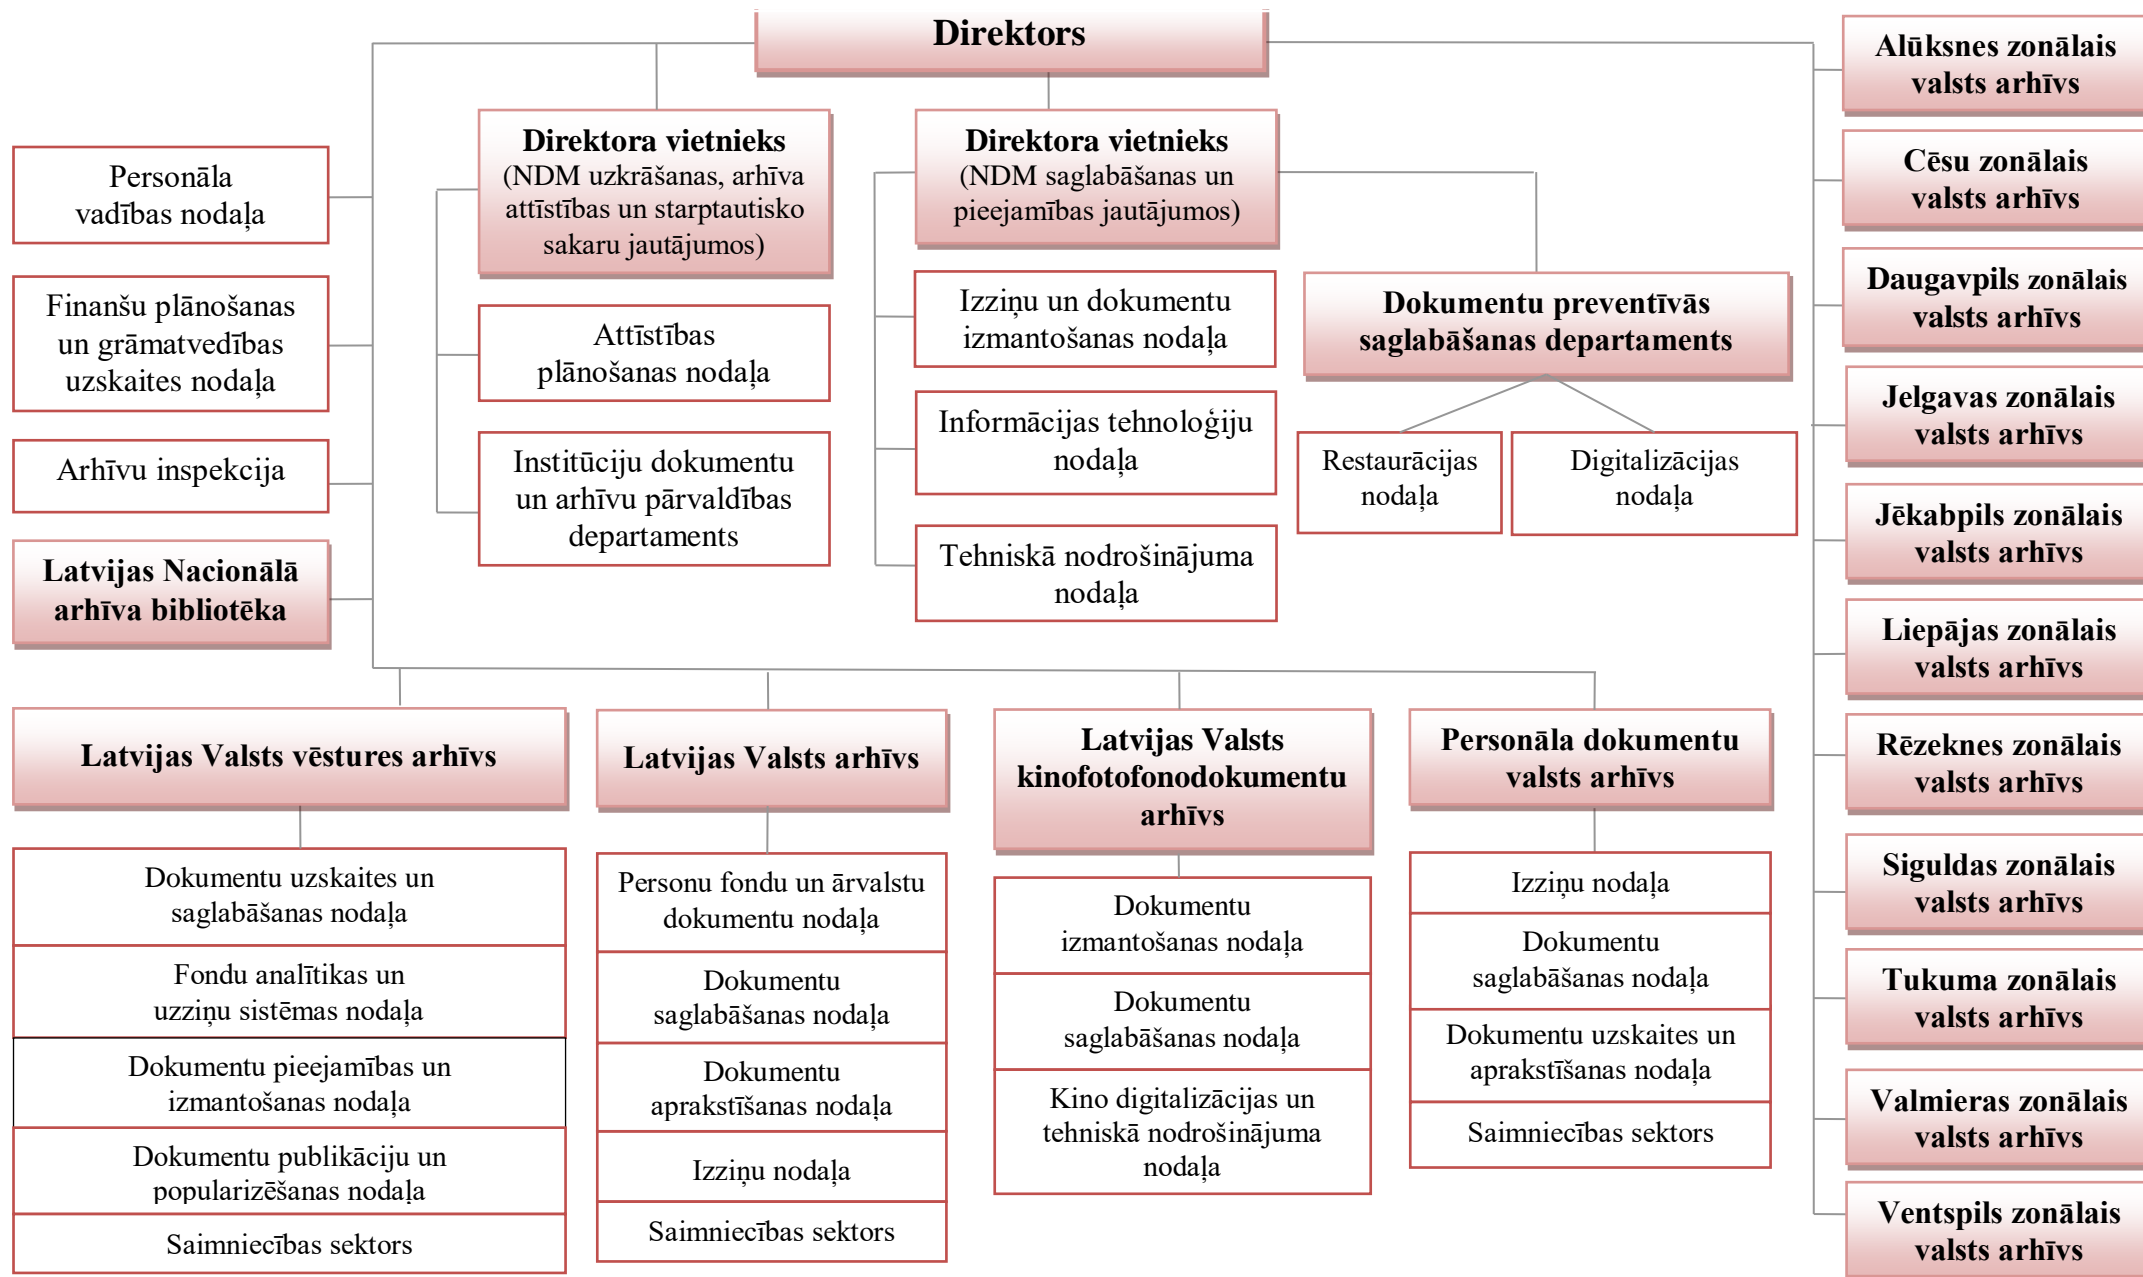 Direktors
Personāla
vadības nodaļa
Finanšu plānošanas
un grāmatvedības
uzskaites nodaļa
Arhīvu inspekcija
Latvijas Nacionālā
arhīva bibliotēka
Direktora vietnieks
(NDM uzkrāšanas, arhīva
attīstības un starptautisko
sakaru jautājumos)
Attīstības
plānošanas nodaļa
Institūciju dokumentu
un arhīvu pārvaldības
departaments
Direktora vietnieks
(NDM saglabāšanas un
pieejamības jautājumos)
Izziņu un dokumentu
izmantošanas nodaļa
Informācijas tehnoloģiju
nodaļa
Tehniskā nodrošinājuma
nodaļa
Dokumentu preventīvās
saglabāšanas departaments
Restaurācijas
nodaļa
Digitalizācijas
nodaļa
Latvijas Valsts vēstures arhīvs
Dokumentu uzskaites un
saglabāšanas nodaļa
Fondu analītikas un
uzziņu sistēmas nodaļa
Dokumentu pieejamības un
izmantošanas nodaļa
Dokumentu publikāciju un
popularizēšanas nodaļa
Saimniecības sektors
Latvijas Valsts arhīvs
Personu fondu un ārvalstu
dokumentu nodaļa
Dokumentu
saglabāšanas nodaļa
Dokumentu
aprakstīšanas nodaļa
Izziņu nodaļa
Saimniecības sektors
Latvijas Valsts
kinofotofonodokumentu
arhīvs
Dokumentu
izmantošanas nodaļa
Dokumentu
saglabāšanas nodaļa
Kino digitalizācijas un
tehniskā nodrošinājuma
nodaļa
Personāla dokumentu
valsts arhīvs
Izziņu nodaļa
Dokumentu
saglabāšanas nodaļa
Dokumentu uzskaites un
aprakstīšanas nodaļa
Saimniecības sektors
Alūksnes zonālais
valsts arhīvs
Cēsu zonālais
valsts arhīvs
Daugavpils zonālais
valsts arhīvs
Jelgavas zonālais
valsts arhīvs
Jēkabpils zonālais
valsts arhīvs
Liepājas zonālais
valsts arhīvs
Rēzeknes zonālais
valsts arhīvs
Siguldas zonālais
valsts arhīvs
Tukuma zonālais
valsts arhīvs
Valmieras zonālais
valsts arhīvs
Ventspils zonālais
valsts arhīvs